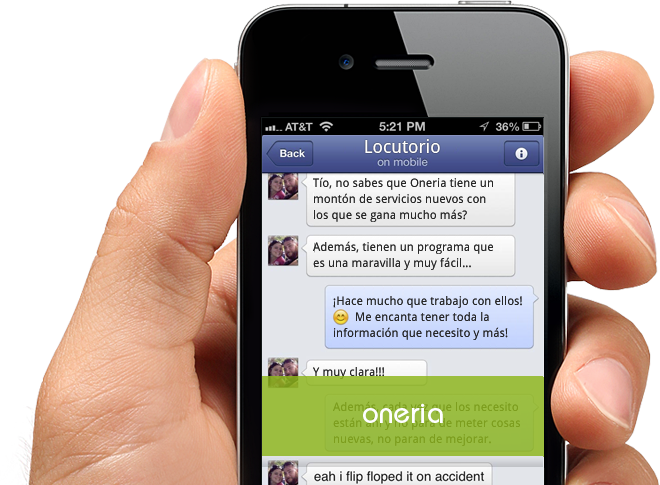 AT&T 5:21 PM 36%
Back Locutorio
on mobile
Tío, no sabes que Oneria tiene un
montón de servicios nuevos con
los que se gana mucho más?
Además, tienen un programa que
es una maravilla y muy fácil...
¡Hace mucho que trabajo con ellos!
😊 Me encanta tener toda la
información que necesito y más!
Y muy clara!!!
Además, cada vez que los necesito
están ahí y no para de meter cosas
nuevas, no paran de mejorar.
oneria
eah i flip floped it on accident